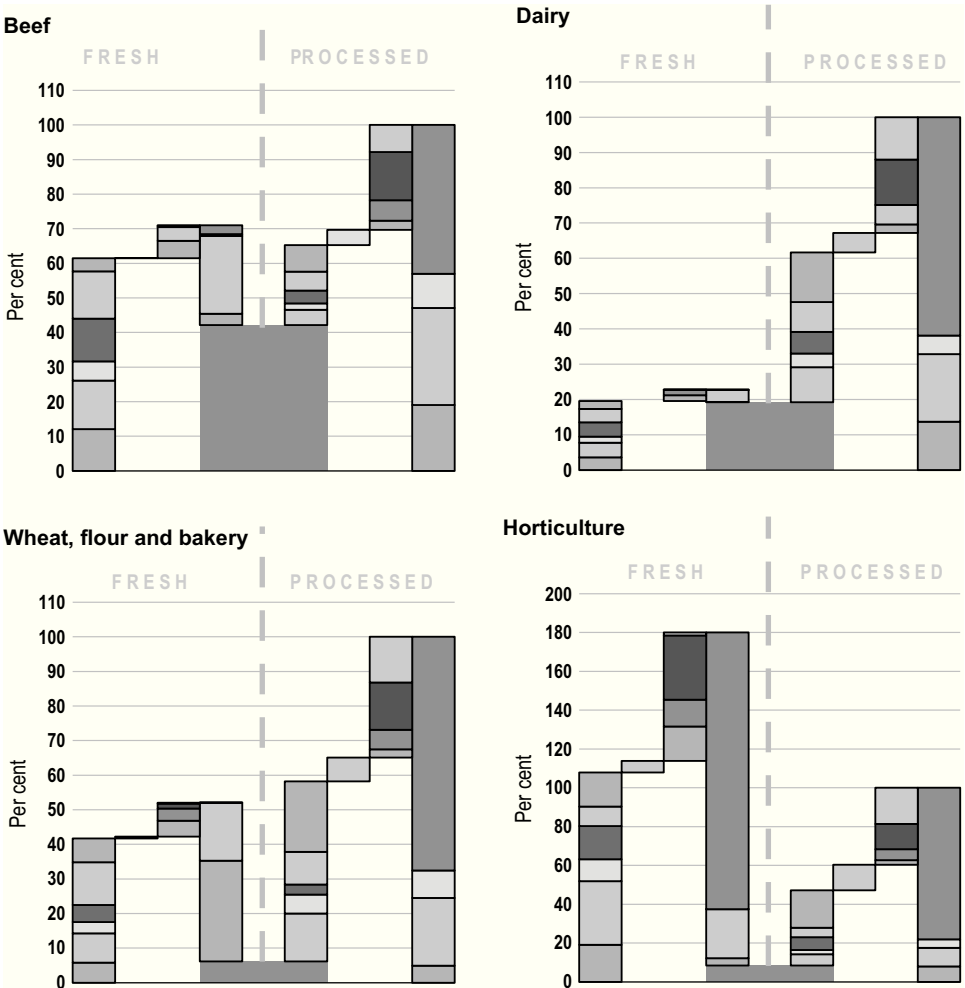 Beef
FRESH
PROCESSED
110
100
90
80
70
60
50
40
30
20
10
0
Per cent
Dairy
FRESH
PROCESSED
110
100
90
80
70
60
50
40
30
20
10
0
Per cent
Wheat, flour and bakery
FRESH
PROCESSED
110
100
90
80
70
60
50
40
30
20
10
0
Per cent
Horticulture
FRESH
PROCESSED
200
180
160
140
120
100
80
60
40
20
0
Per cent